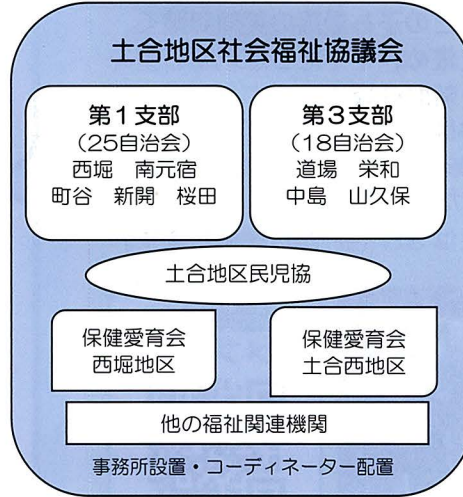 土合地区社会福祉協議会
第1支部
(25自治会)
西堀 南元宿
町谷 新開 桜田
第3支部
(18自治会)
道場 栄和
中島 山久保
土合地区民児協
保健愛育会
西堀地区
保健愛育会
土合西地区
他の福祉関連機関
事務所設置・コーディネーター配置